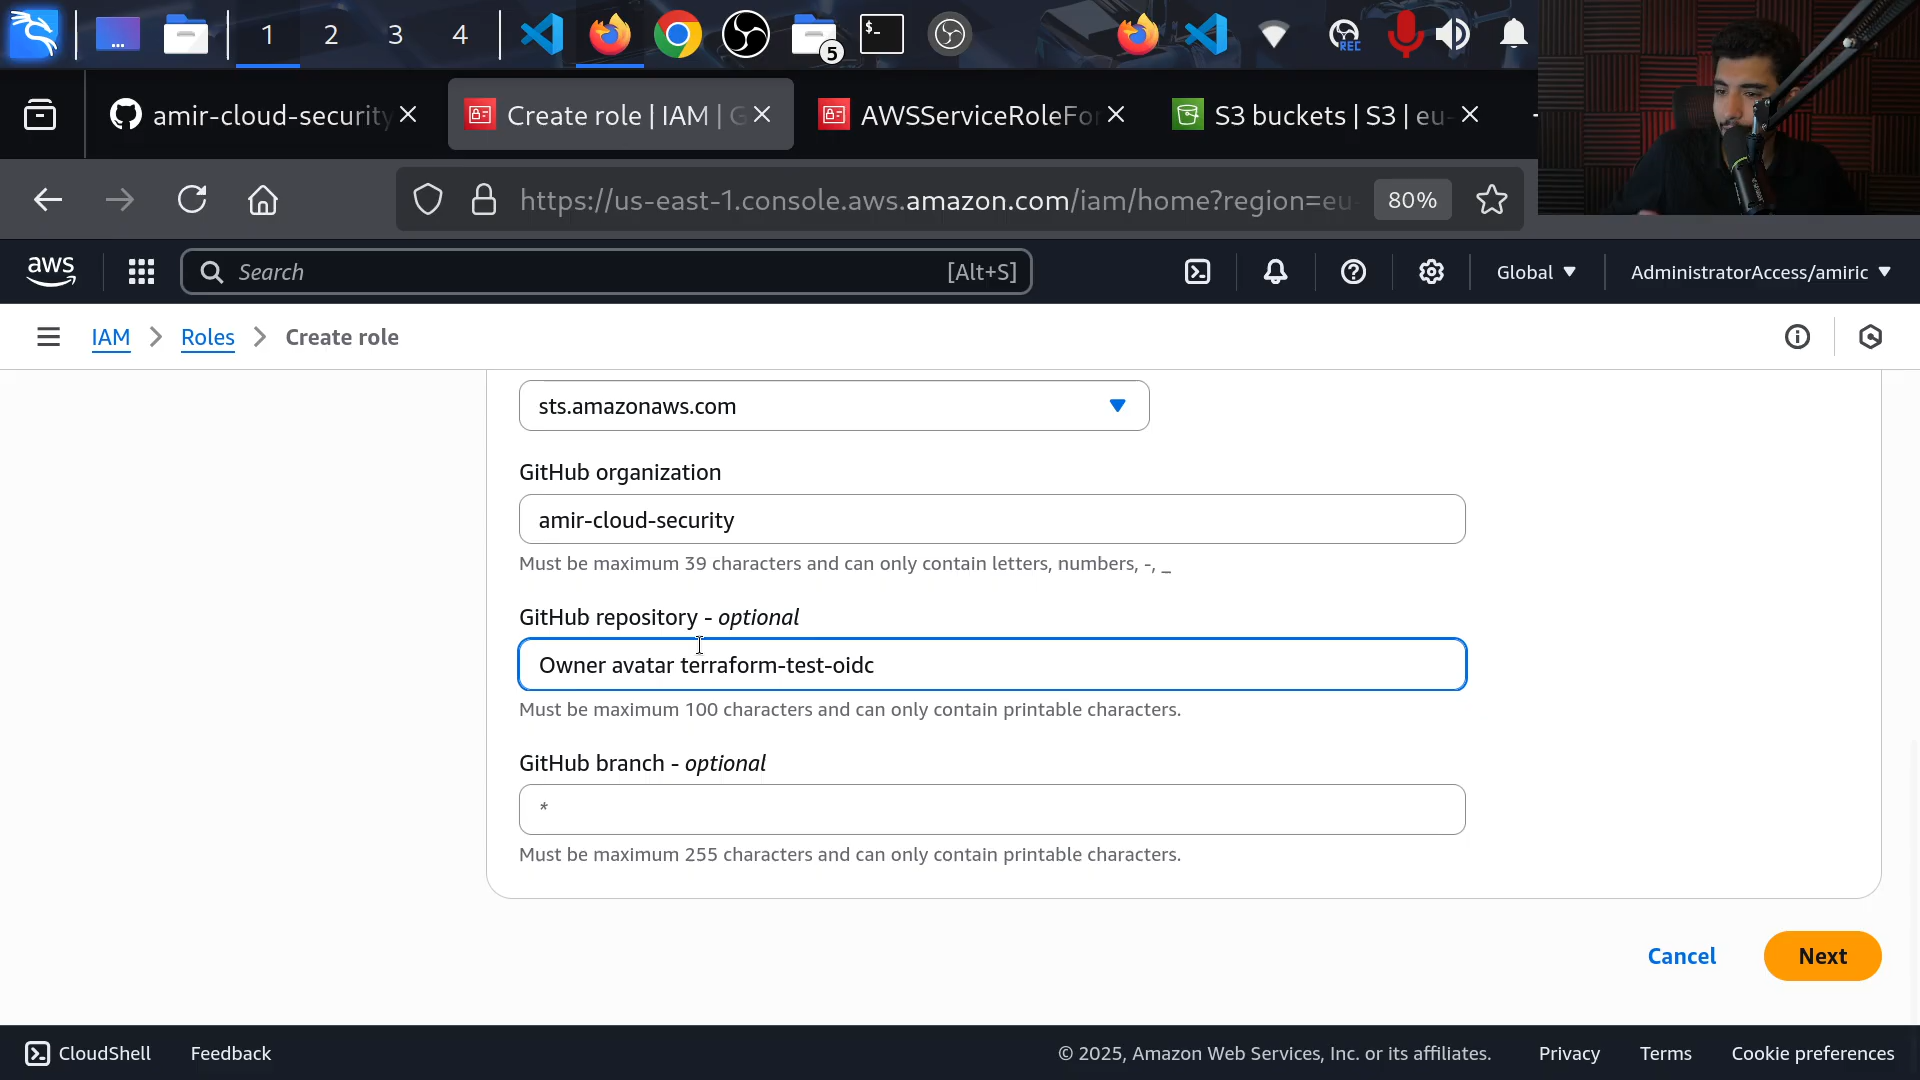 1 2 3 4
5
$-
REC
amir-cloud-security
Create role | IAM | G
AWSServiceRoleFor
S3 buckets | S3 | eu-
https://us-east-1.console.aws.amazon.com/iam/home?region=eu-
80%
aws
Search
[Alt+S]
Global
AdministratorAccess/amiric
IAM
Roles
Create role
sts.amazonaws.com
GitHub organization
amir-cloud-security
Must be maximum 39 characters and can only contain letters, numbers, -, _
GitHub repository - optional
Owner avatar terraform-test-oidc
Must be maximum 100 characters and can only contain printable characters.
GitHub branch - optional
*
Must be maximum 255 characters and can only contain printable characters.
Cancel
Next
CloudShell
Feedback
© 2025, Amazon Web Services, Inc. or its affiliates.
Privacy
Terms
Cookie preferences